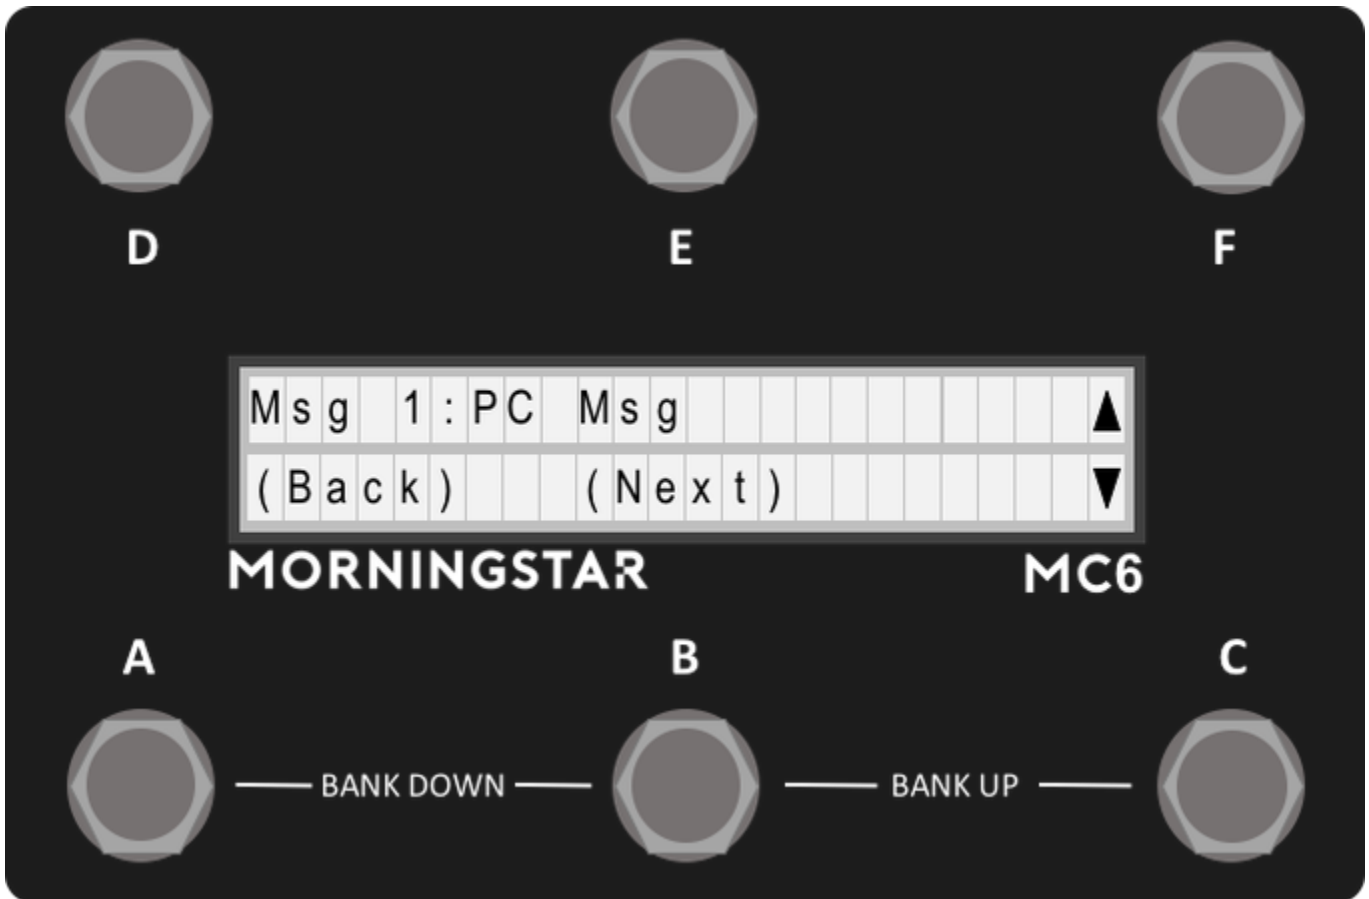 D E F
Msg 1:PC Msg ▲
(Back) (Next) ▼
MORNINGSTAR MC6
A B C
BANK DOWN BANK UP